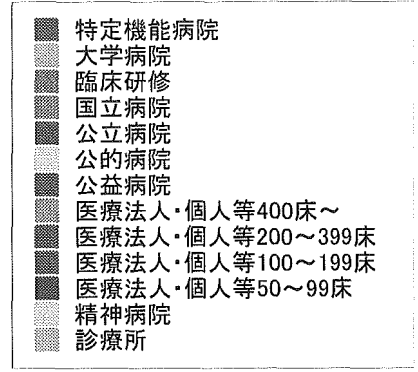 特定機能病院
大学病院
臨床研修
国立病院
公立病院
公的病院
公益病院
医療法人・個人等400床～
医療法人・個人等200～399床
医療法人・個人等100～199床
医療法人・個人等50～99床
精神病院
診療所